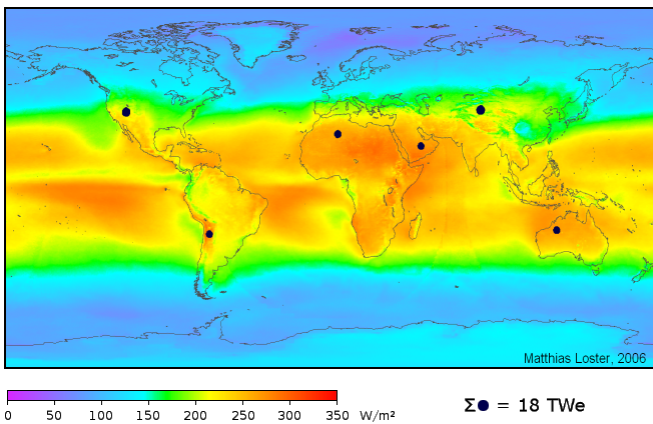 Matthias Loster, 2006
0 50 100 150 200 250 300 350 W/m²
Σ● = 18 TWe